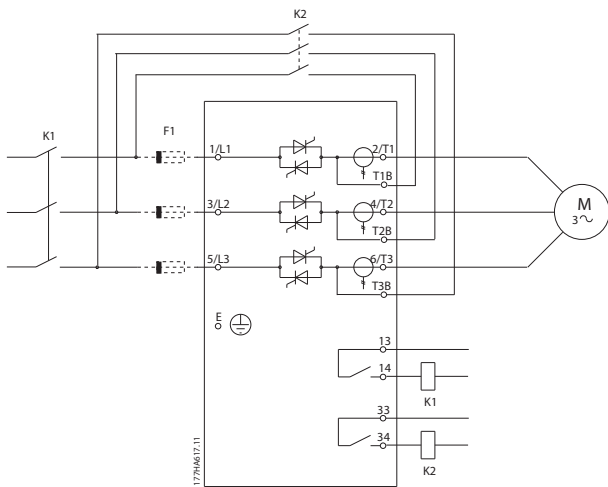 K2
K1
F1
1/L1
2/T1
T1B
3/L2
4/T2
T2B
M
3
5/L3
6/T3
T3B
E
13
14
K1
33
34
K2
177HA617.11